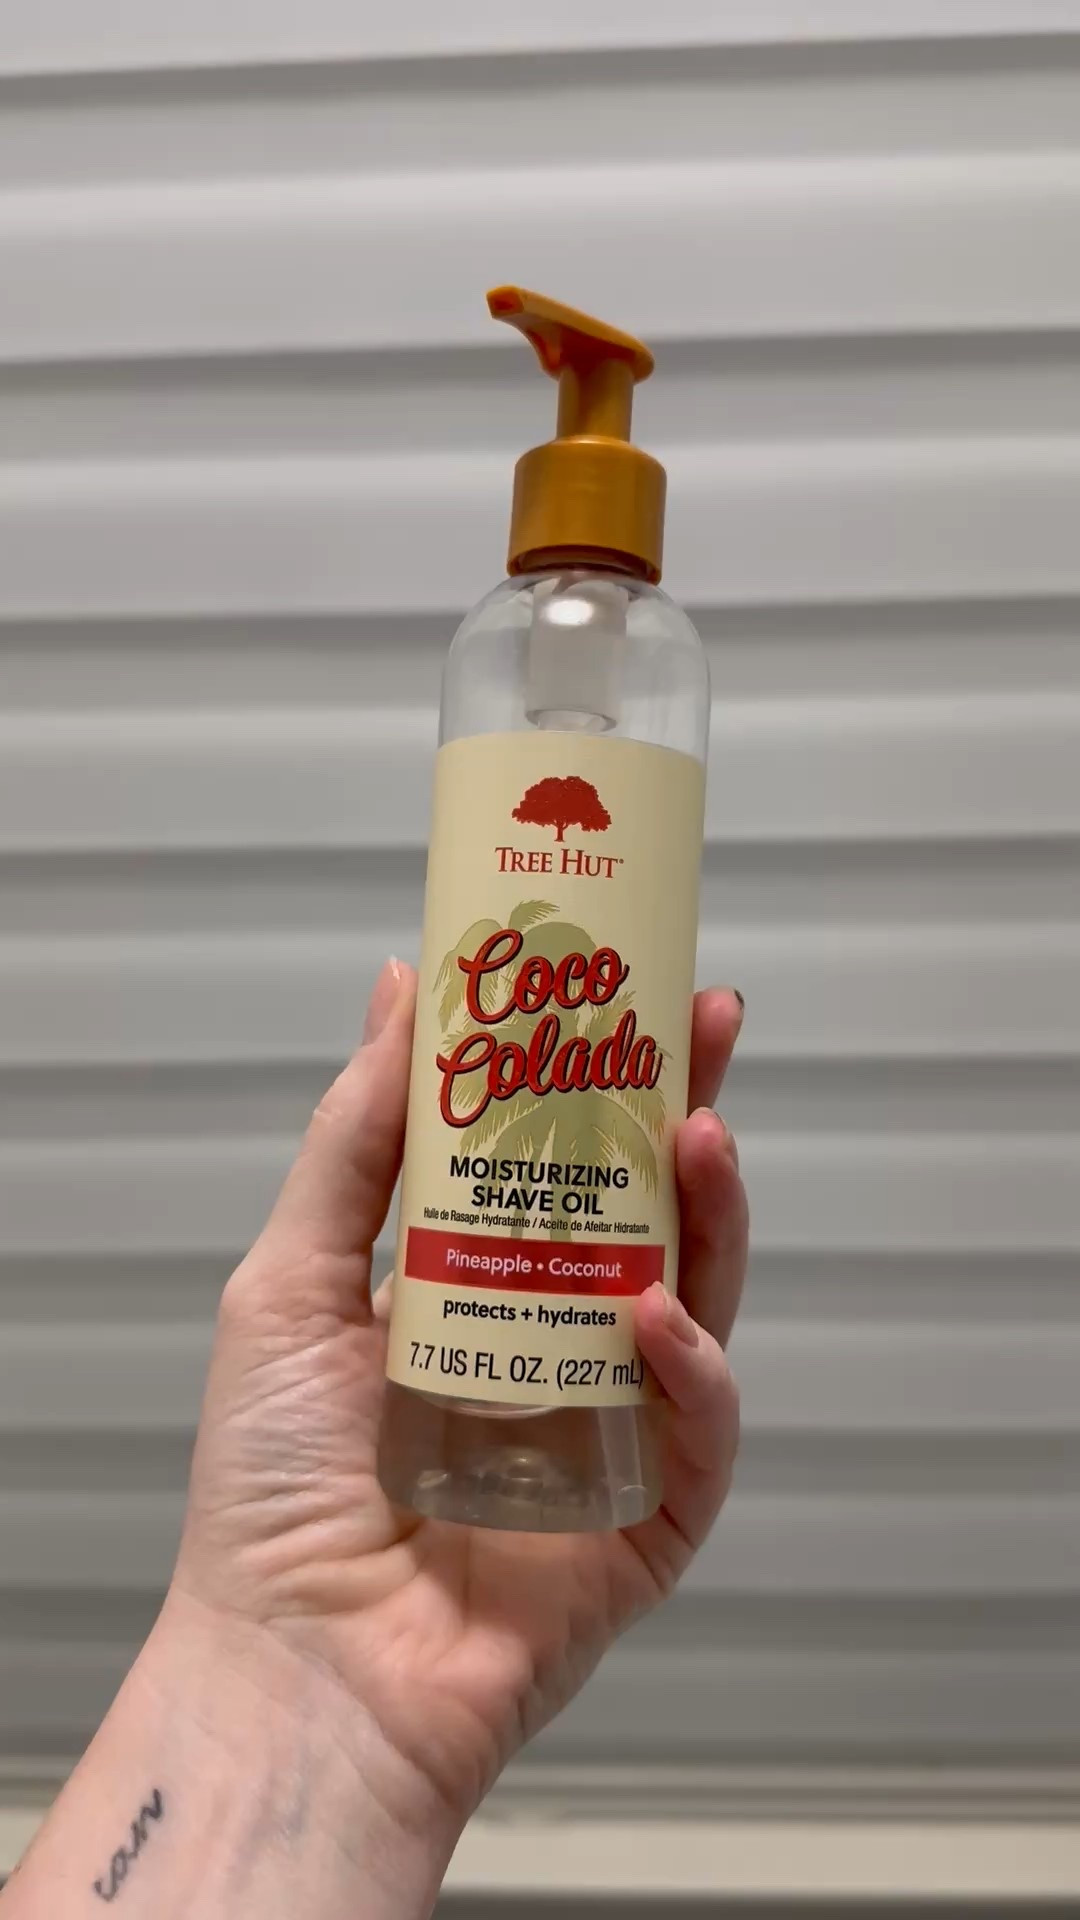 TREE HUT®
Coco
Colada
MOISTURIZING
SHAVE OIL
Huile de Rasage Hydratante / Aceite de Afeitar Hidratante
Pineapple • Coconut
protects + hydrates
7.7 US FL OZ. (227 mL)